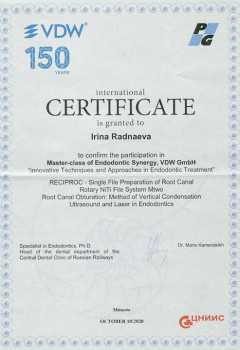 VDW®
PG
150
YEARS
international
CERTIFICATE
is granted to
Irina Radnaeva
to confirm the participation in
Master-class of Endodontic Synergy, VDW GmbH
"Innovative Techniques and Approaches in Endodontic Treatment"
RECIPROC - Single File Preparation of Root Canal
Rotary NiTi File System Mtwo
Root Canal Obturation: Method of Vertical Condensation
Ultrasound and Laser in Endodontics
Specialist in Endodontics, Ph.D.
Head of the dental department of the
Central Dental Clinic of Russian Railways
Dr. Maria Kamenskikh
OCTOBER 10/2020
ЦНИИС